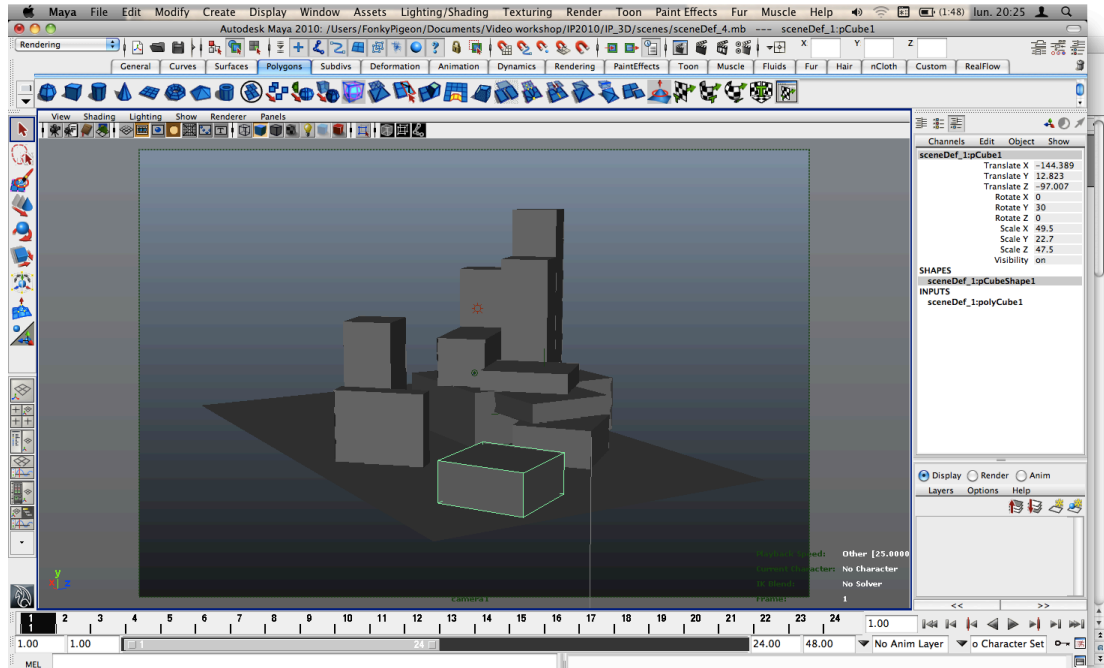 Maya File Edit Modify Create Display Window Assets Lighting/Shading Texturing Render Toon Paint Effects Fur Muscle Help (1:48) lun. 20:25
Autodesk Maya 2010: /Users/FonkyPigeon/Documents/Video workshop/IP2010/IP_3D/scenes/sceneDef_4.mb --- sceneDef_1:pCube1
Rendering X Y Z
General Curves Surfaces Polygons Subdivs Deformation Animation Dynamics Rendering PaintEffects Toon Muscle Fluids Fur Hair nCloth Custom RealFlow
View Shading Lighting Show Renderer Panels
Channels Edit Object Show
sceneDef_1:pCube1
Translate X -144.389
Translate Y 12.823
Translate Z -97.007
Rotate X 0
Rotate Y 30
Rotate Z 0
Scale X 49.5
Scale Y 22.7
Scale Z 47.5
Visibility on
SHAPES
sceneDef_1:pCubeShape1
INPUTS
sceneDef_1:polyCube1
Display Render Anim
Layers Options Help
Playback Speed: Other [25.0000
Current Character: No Character
IK Blend: No Solver
Frame: 1
camera1
y
x z
<< >>
1 2 3 4 5 6 7 8 9 10 11 12 13 14 15 16 17 18 19 20 21 22 23 24 1.00
1
1.00 1.00 1 24 24.00 48.00 No Anim Layer o Character Set
MEL